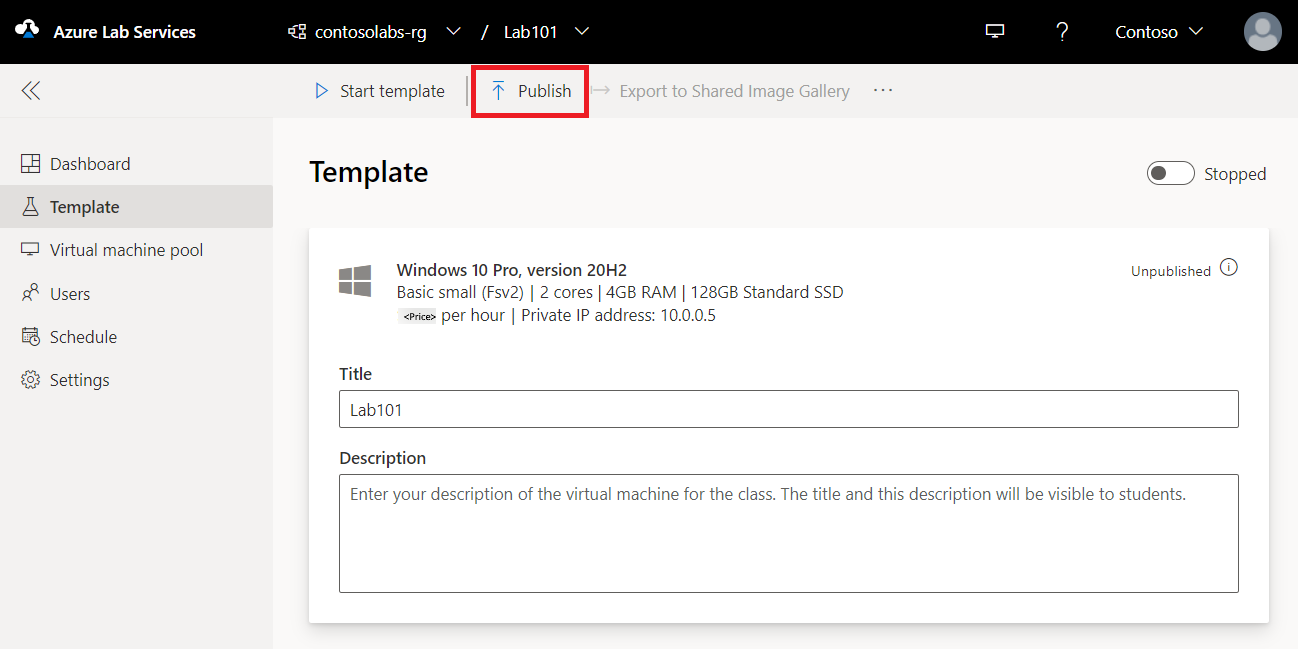 Azure Lab Services contosolabs-rg / Lab101 ? Contoso
Start template Publish Export to Shared Image Gallery ...
Dashboard
Template
Virtual machine pool
Users
Schedule
Settings
Template Stopped
Windows 10 Pro, version 20H2 Unpublished
Basic small (Fsv2) | 2 cores | 4GB RAM | 128GB Standard SSD
<Price> per hour | Private IP address: 10.0.0.5
Title
Lab101
Description
Enter your description of the virtual machine for the class. The title and this description will be visible to students.